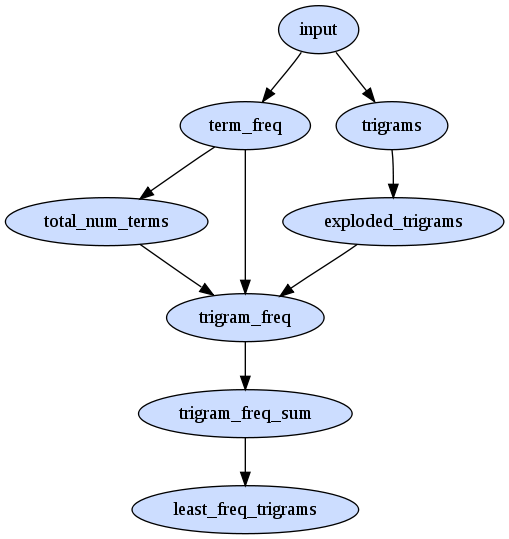 input
term_freq
trigrams
total_num_terms
exploded_trigrams
trigram_freq
trigram_freq_sum
least_freq_trigrams